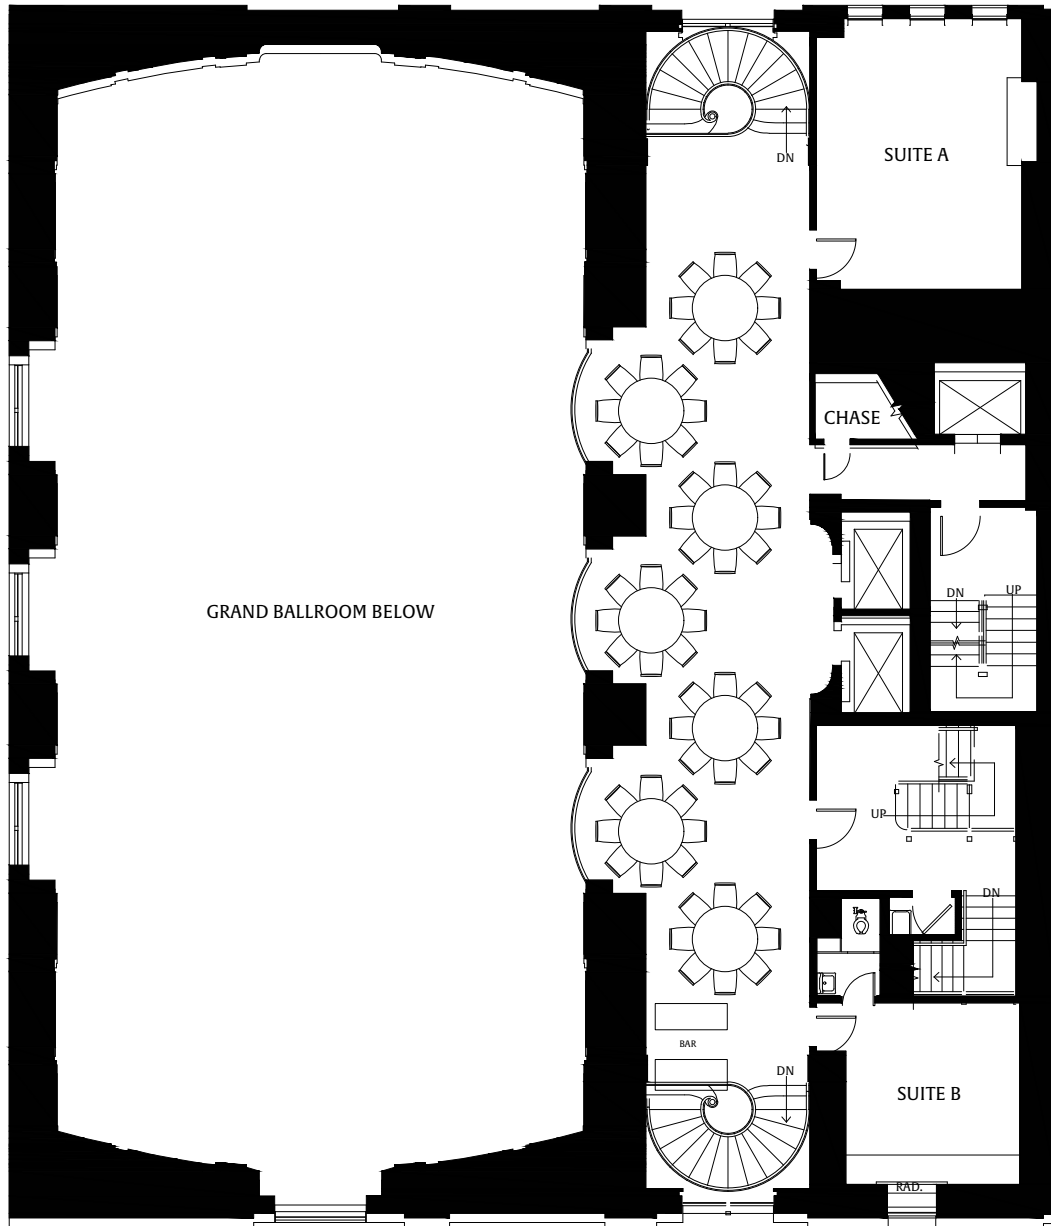 DN
SUITE A
CHASE
DN
UP
GRAND BALLROOM BELOW
UP
DN
BAR
DN
SUITE B
RAD.